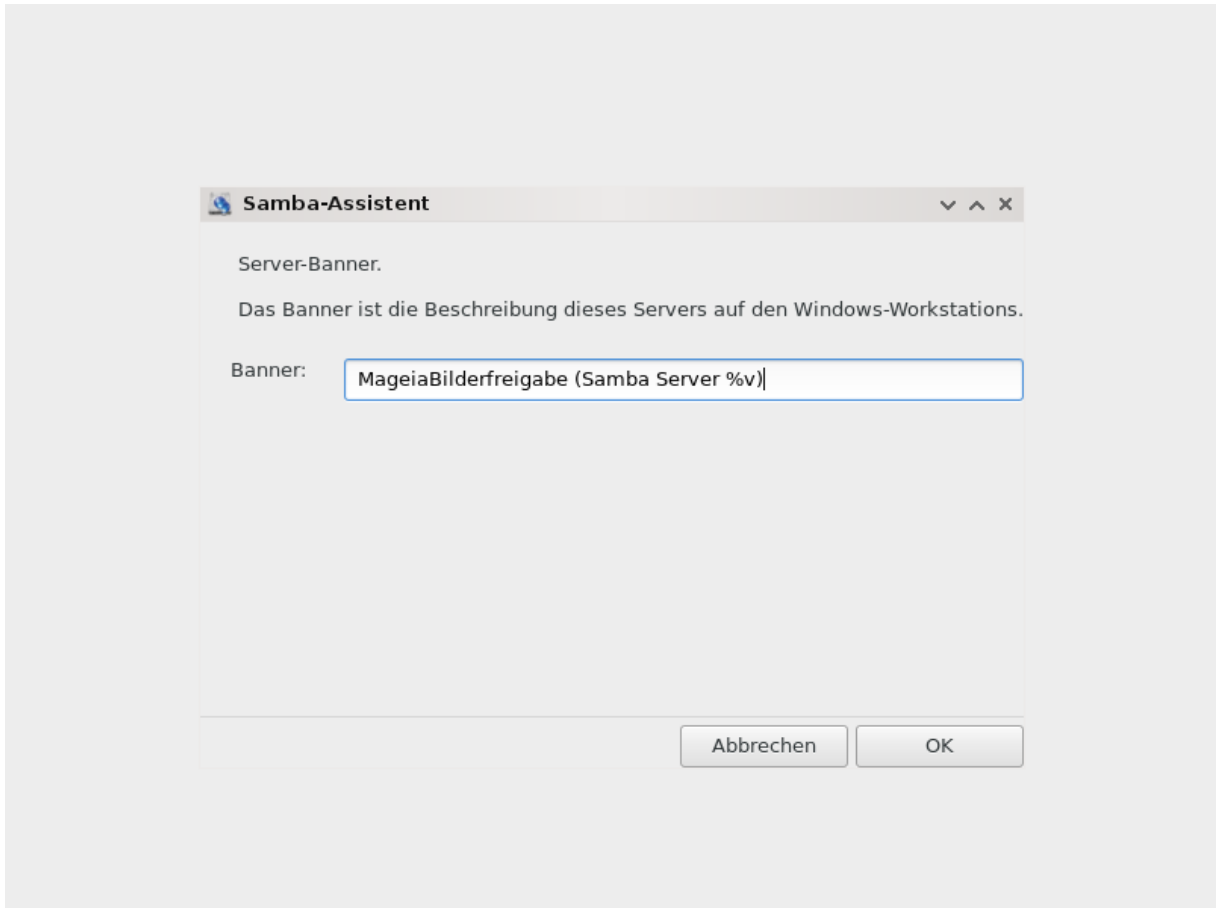 Samba-Assistent
Server-Banner.
Das Banner ist die Beschreibung dieses Servers auf den Windows-Workstations.
Banner: MageiaBilderfreigabe (Samba Server %v)
Abbrechen OK